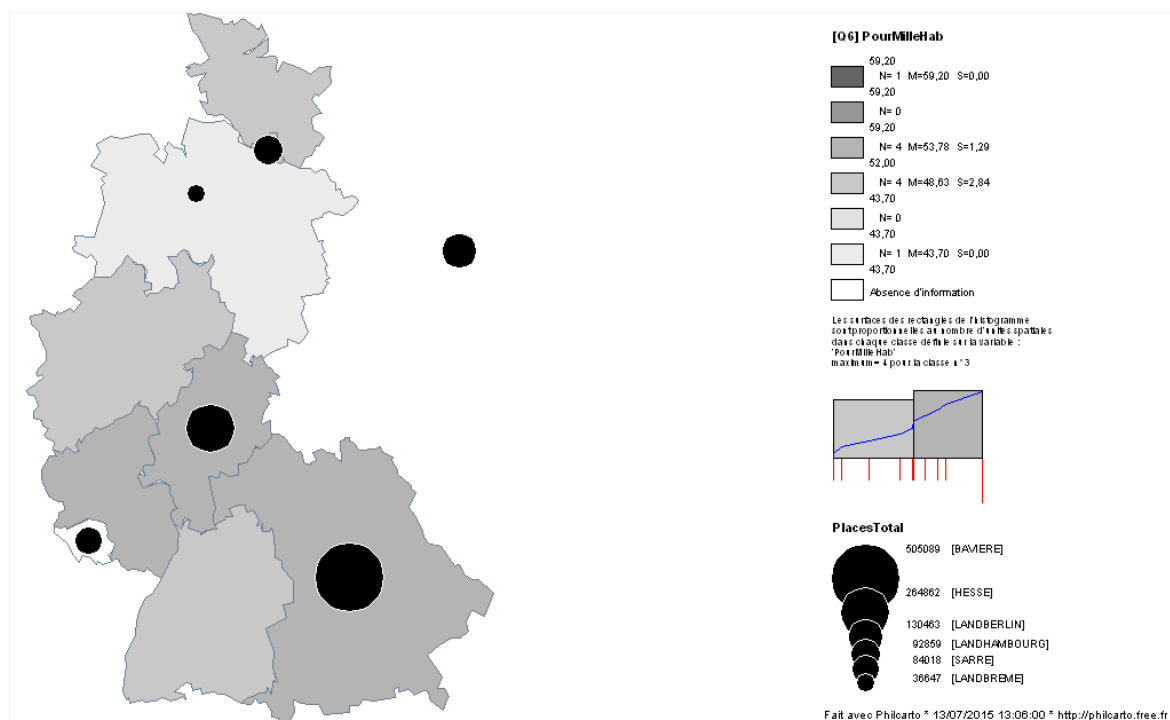 [Q6] PourMilleHab
59,20
N= 1 M=59,20 S=0,00
59,20
N= 0
59,20
N= 4 M=53,78 S=1,29
52,00
N= 4 M=48,63 S=2,84
43,70
N= 0
43,70
N= 1 M=43,70 S=0,00
43,70
Absence d'information
Les surfaces des rectangles de l'histogramme
sont proportionnelles au nombre d'unites spatiales
dans chaque classe définie sur la variable :
'PourMilleHab'
maximum= 4 pour la classe n°3
PlacesTotal
505089 [BAVIERE]
264862 [HESSE]
130463 [LANDBERLIN]
92859 [LANDHAMBOURG]
84018 [SARRE]
36647 [LANDBREME]
Fait avec Philcarto * 13/07/2015 13:06:00 * http://philcarto.free.fr